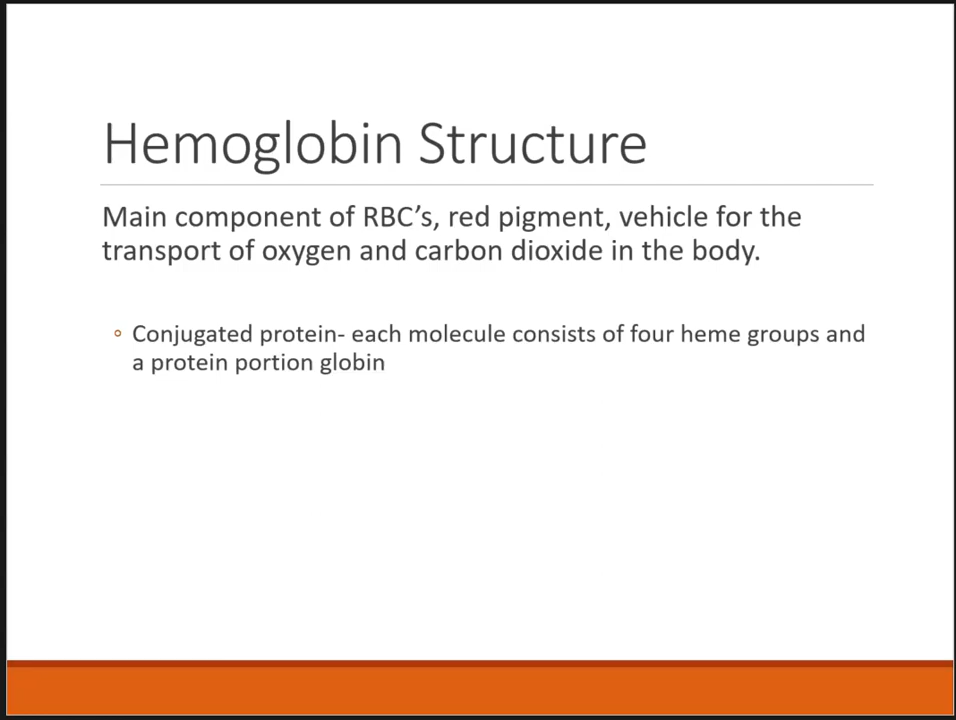 Hemoglobin Structure
Main component of RBC’s, red pigment, vehicle for the
transport of oxygen and carbon dioxide in the body.
◦ Conjugated protein- each molecule consists of four heme groups and
a protein portion globin